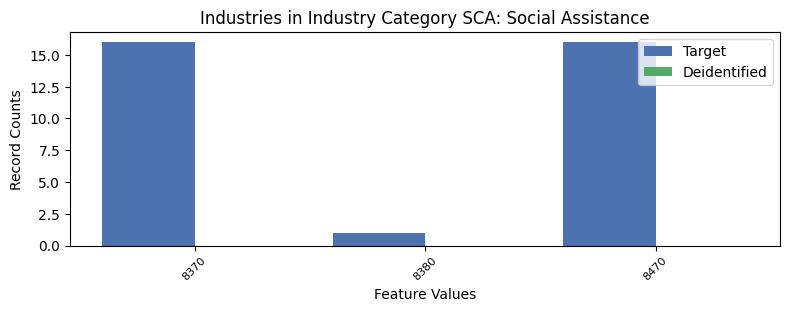 Industries in Industry Category SCA: Social Assistance
Record Counts
15.0
12.5
10.0
7.5
5.0
2.5
0.0
Target
Deidentified
8370
8380
8470
Feature Values